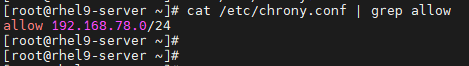 [root@rhel9-server ~]# cat /etc/chrony.conf | grep allow
allow 192.168.78.0/24
[root@rhel9-server ~]#
[root@rhel9-server ~]#